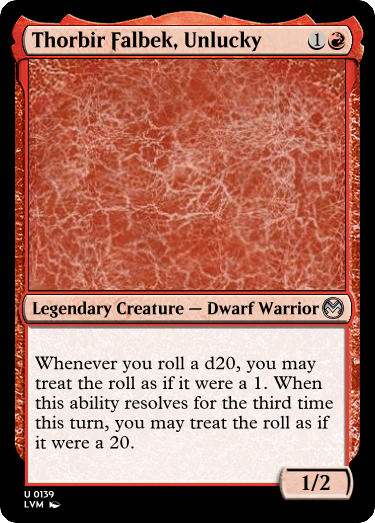 Thorbir Falbek, Unlucky 1
Legendary Creature — Dwarf Warrior
Whenever you roll a d20, you may
treat the roll as if it were a 1. When
this ability resolves for the third time
this turn, you may treat the roll as if
it were a 20.
1/2
U 0139
LVM